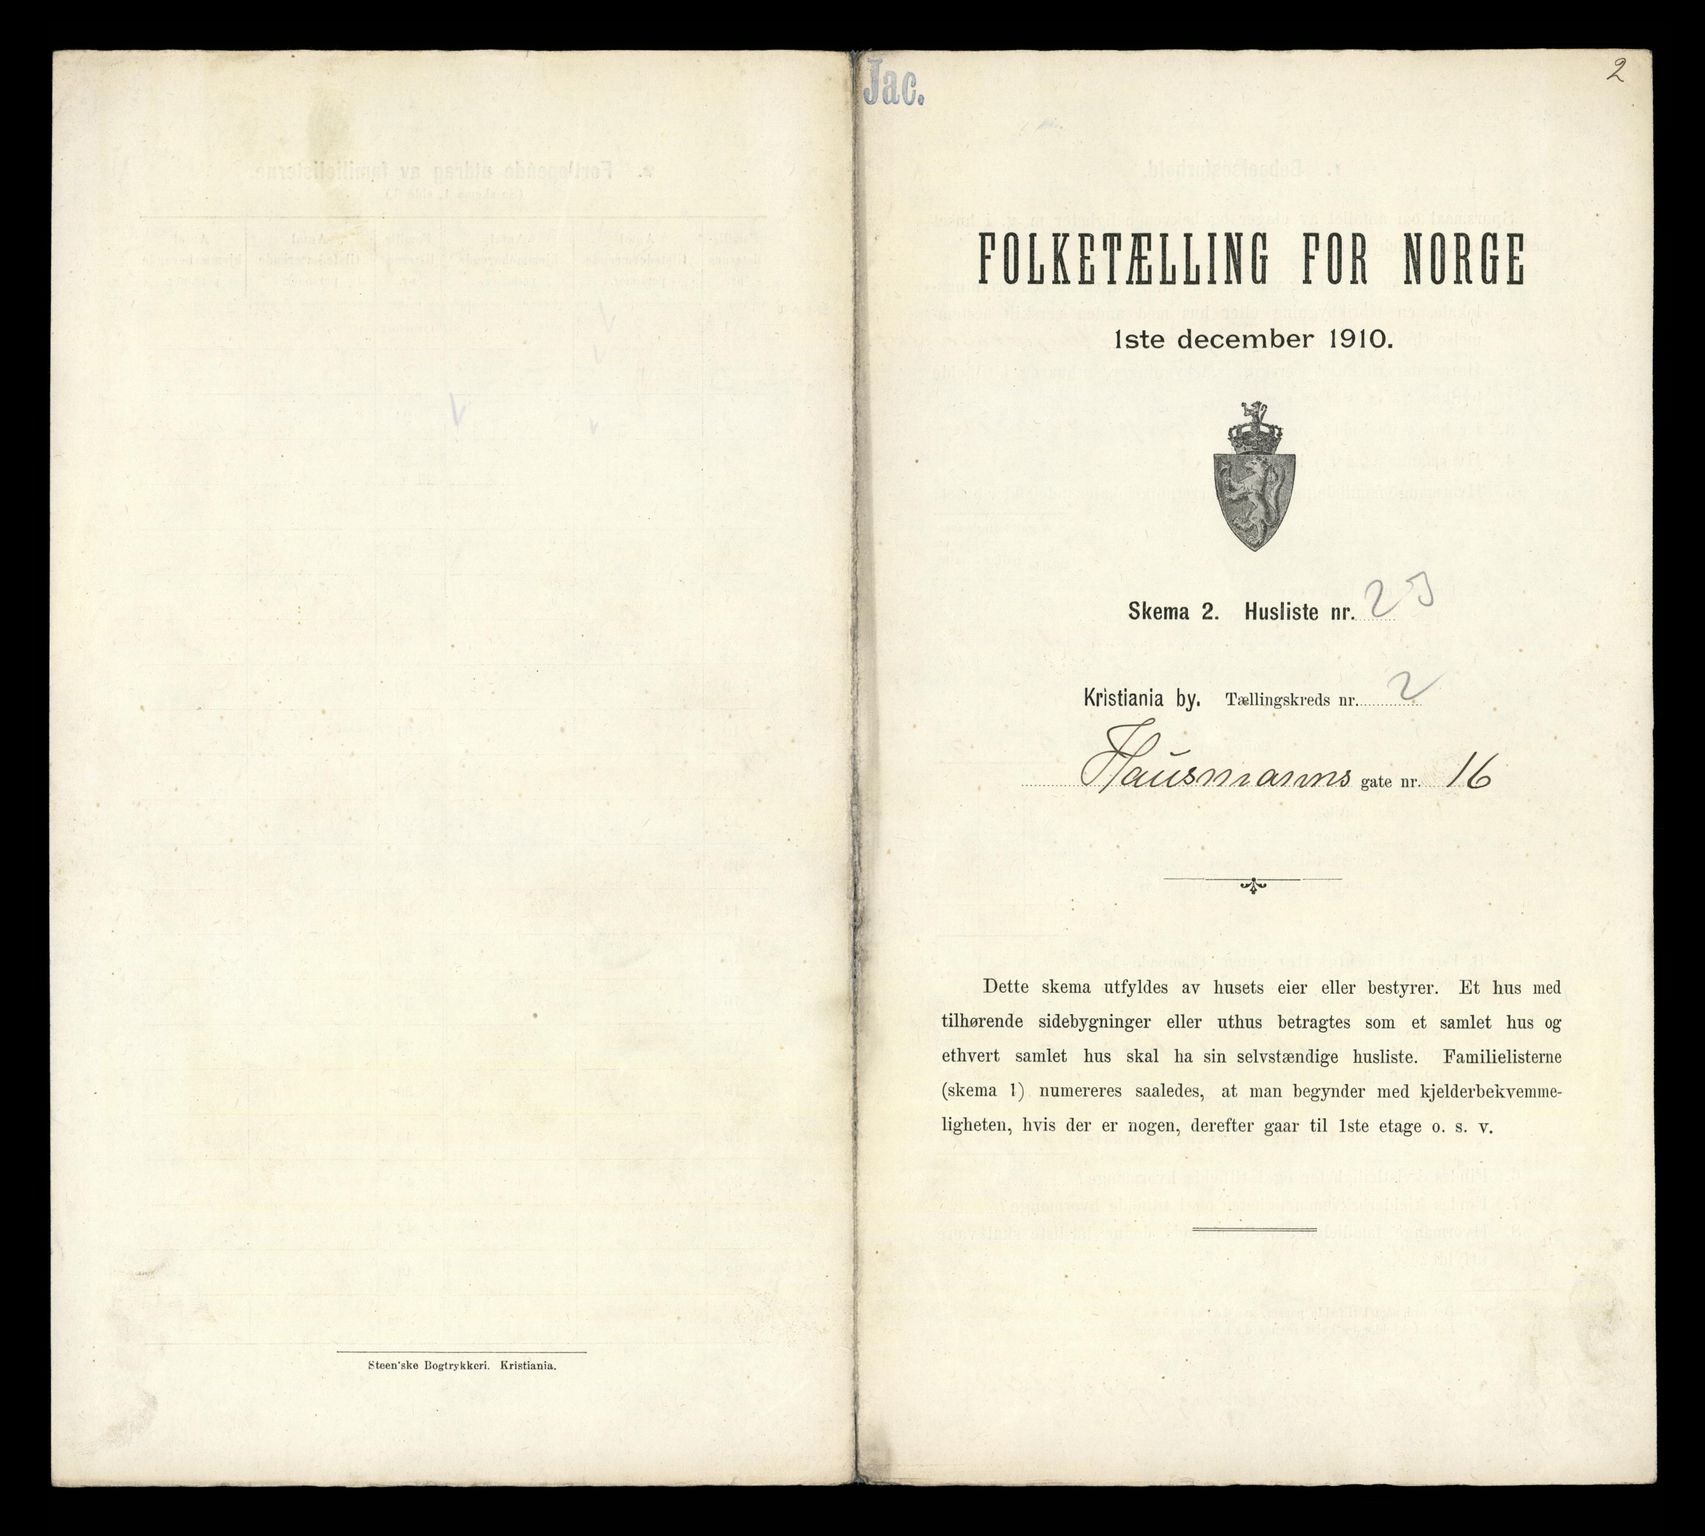 Steen'ske Bogtrykkeri. Kristiania.
Jac.
2
FOLKETÆLLING FOR NORGE
1ste december 1910.
Skema 2. Husliste nr. 25
Kristiania by. Tællingskreds nr. 2
Hausmanns gate nr. 16
Dette skema utfyldes av husets eier eller bestyrer. Et hus med
tilhørende sidebygninger eller uthus betragtes som et samlet hus og
ethvert samlet hus skal ha sin selvstændige husliste. Familielisterne
(skema 1) numereres saaledes, at man begynder med kjelderbekvemme-
ligheten, hvis der er nogen, derefter gaar til 1ste etage o. s. v.